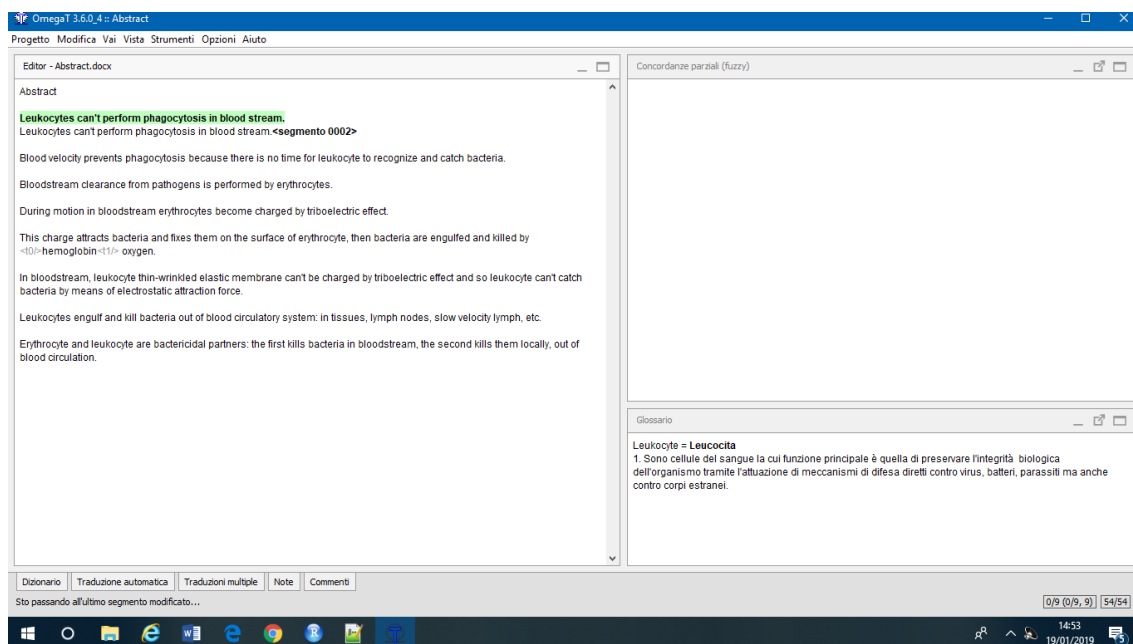 OmegaT 3.6.0_4 :: Abstract
Progetto Modifica Vai Vista Strumenti Opzioni Aiuto
Editor - Abstract.docx
Abstract
Leukocytes can't perform phagocytosis in blood stream.
Leukocytes can't perform phagocytosis in blood stream.<segmento 0002>
Blood velocity prevents phagocytosis because there is no time for leukocyte to recognize and catch bacteria.
Bloodstream clearance from pathogens is performed by erythrocytes.
During motion in bloodstream erythrocytes become charged by triboelectric effect.
This charge attracts bacteria and fixes them on the surface of erythrocyte, then bacteria are engulfed and killed by
<t0/>hemoglobin<t1/> oxygen.
In bloodstream, leukocyte thin-wrinkled elastic membrane can't be charged by triboelectric effect and so leukocyte can't catch
bacteria by means of electrostatic attraction force.
Leukocytes engulf and kill bacteria out of blood circulatory system: in tissues, lymph nodes, slow velocity lymph, etc.
Erythrocyte and leukocyte are bactericidal partners: the first kills bacteria in bloodstream, the second kills them locally, out of
blood circulation.
Concordanze parziali (fuzzy)
Glossario
Leukocyte = Leucocita
1. Sono cellule del sangue la cui funzione principale è quella di preservare l'integrità biologica
dell'organismo tramite l'attuazione di meccanismi di difesa diretti contro virus, batteri, parassiti ma anche
contro corpi estranei.
Dizionario Traduzione automatica Traduzioni multiple Note Commenti
Sto passando all'ultimo segmento modificato...
0/9 (0/9, 9) 54/54
14:53
19/01/2019
5